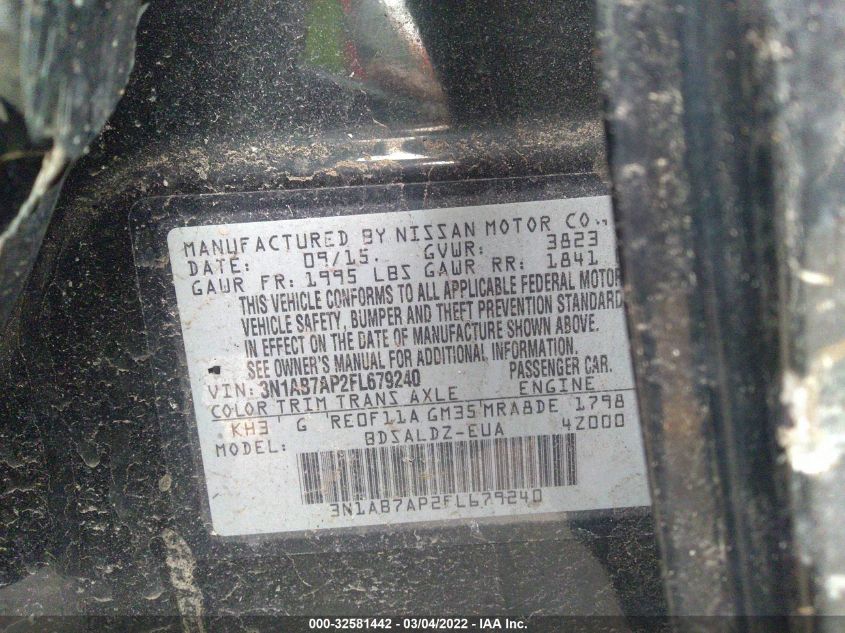 MANUFACTURED BY NISSAN MOTOR CO.,
DATE: 09/15 GVWR: 3823
GAWR FR: 1995 LBS GAWR RR: 1841
THIS VEHICLE CONFORMS TO ALL APPLICABLE FEDERAL MOTOR
VEHICLE SAFETY, BUMPER AND THEFT PREVENTION STANDARD
IN EFFECT ON THE DATE OF MANUFACTURE SHOWN ABOVE.
SEE OWNER'S MANUAL FOR ADDITIONAL INFORMATION.
VIN: 3N1AB7AP2FL679240 PASSENGER CAR.
COLOR TRIM TRANS AXLE ENGINE
KH3 G RE0F11A GM35 MRA8DE 1798
MODEL: BDSALDZ-EUA 4Z000
3N1AB7AP2FL679240
000-32581442 - 03/04/2022 - IAA Inc.